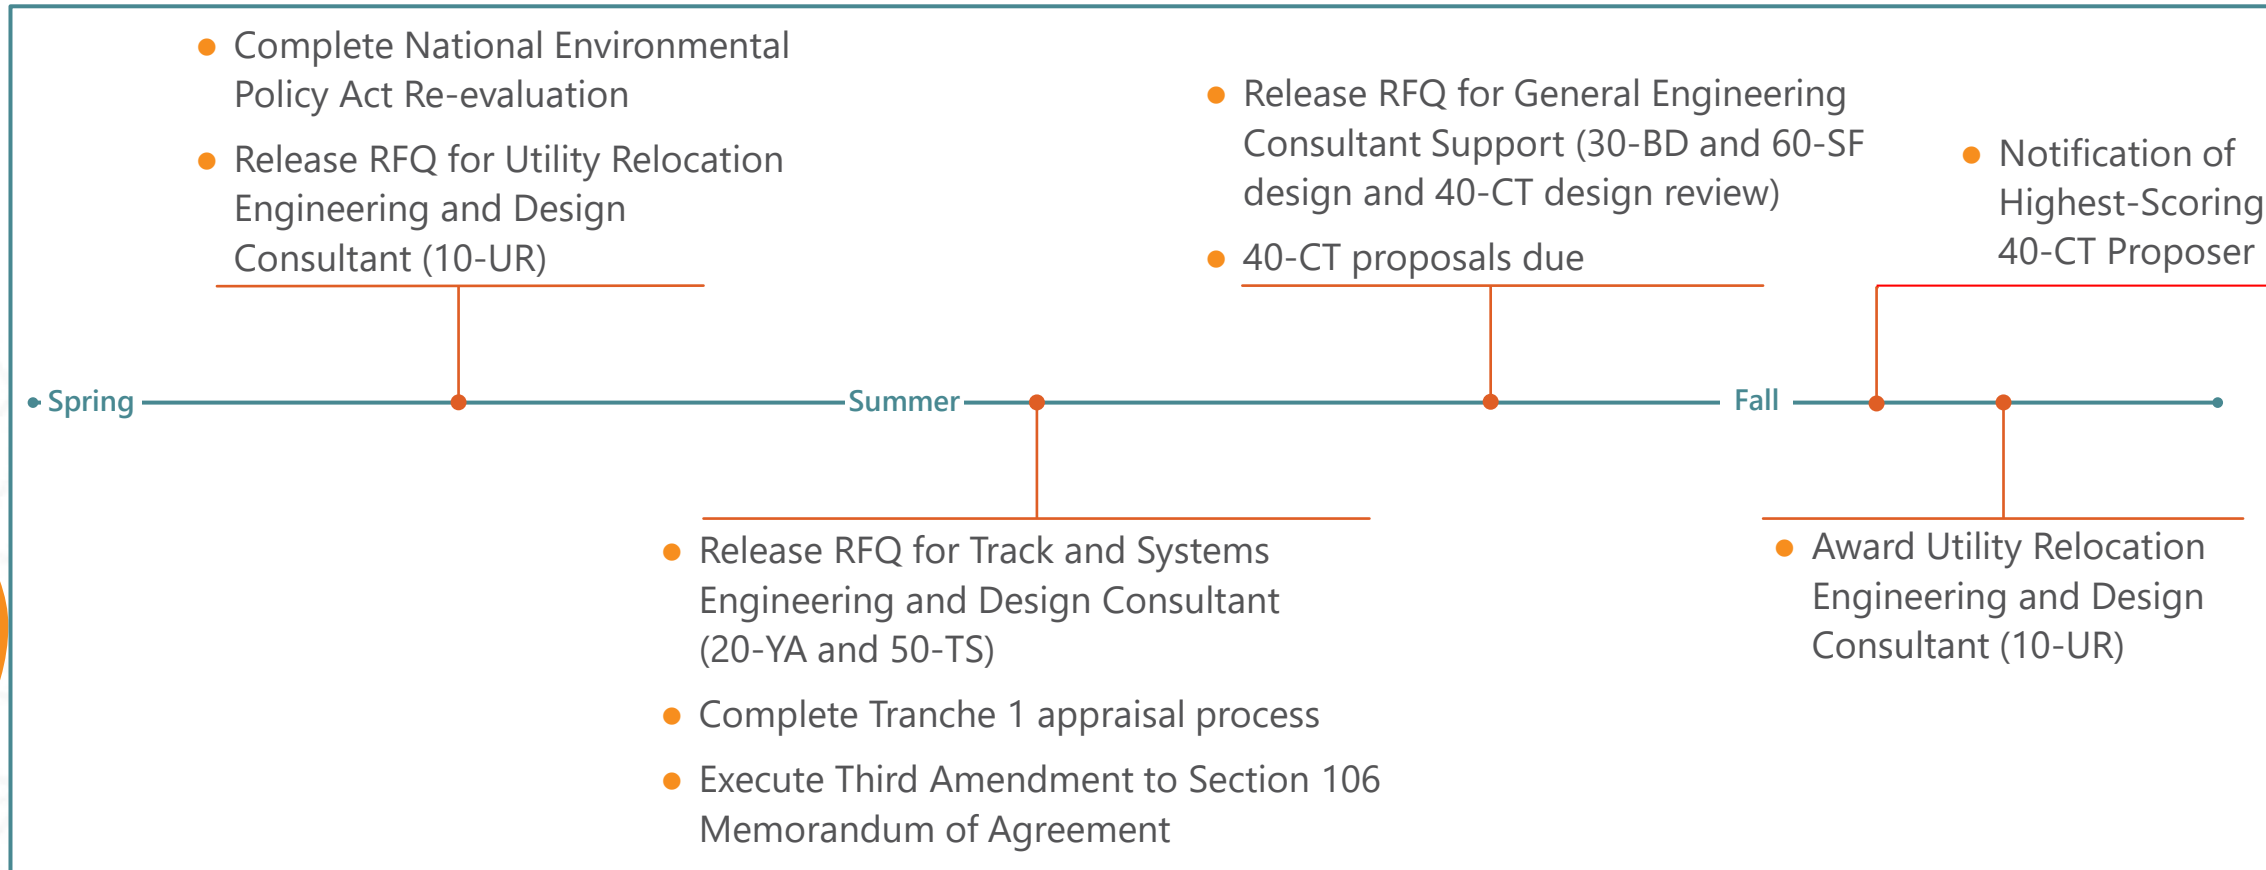 Complete National Environmental
Policy Act Re-evaluation
Release RFQ for Utility Relocation
Engineering and Design
Consultant (10-UR)
Release RFQ for General Engineering
Consultant Support (30-BD and 60-SF
design and 40-CT design review)
40-CT proposals due
Notification of
Highest-Scoring
40-CT Proposer
Spring
Summer
Fall
Release RFQ for Track and Systems
Engineering and Design Consultant
(20-YA and 50-TS)
Complete Tranche 1 appraisal process
Execute Third Amendment to Section 106
Memorandum of Agreement
Award Utility Relocation
Engineering and Design
Consultant (10-UR)